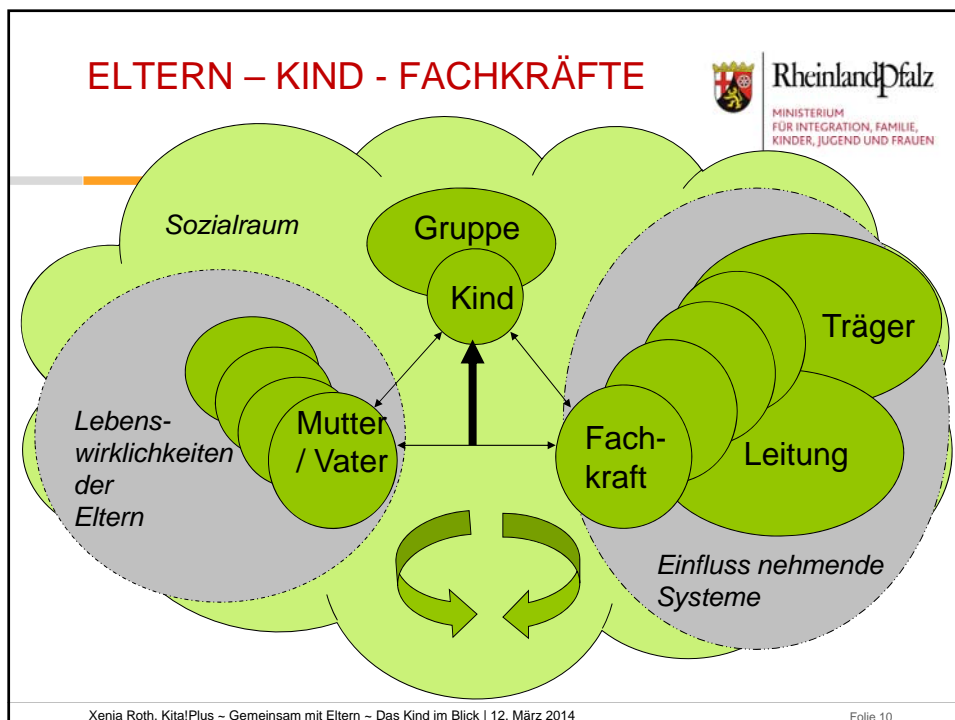 ELTERN – KIND - FACHKRÄFTE
RheinlandPfalz
MINISTERIUM
FÜR INTEGRATION, FAMILIE,
KINDER, JUGEND UND FRAUEN
Sozialraum
Gruppe
Kind
Träger
Lebens-
wirklichkeiten
der
Eltern
Mutter
/ Vater
Fach-
kraft
Leitung
Einfluss nehmende
Systeme
Xenia Roth, Kita!Plus ~ Gemeinsam mit Eltern ~ Das Kind im Blick | 12. März 2014
Folie 10